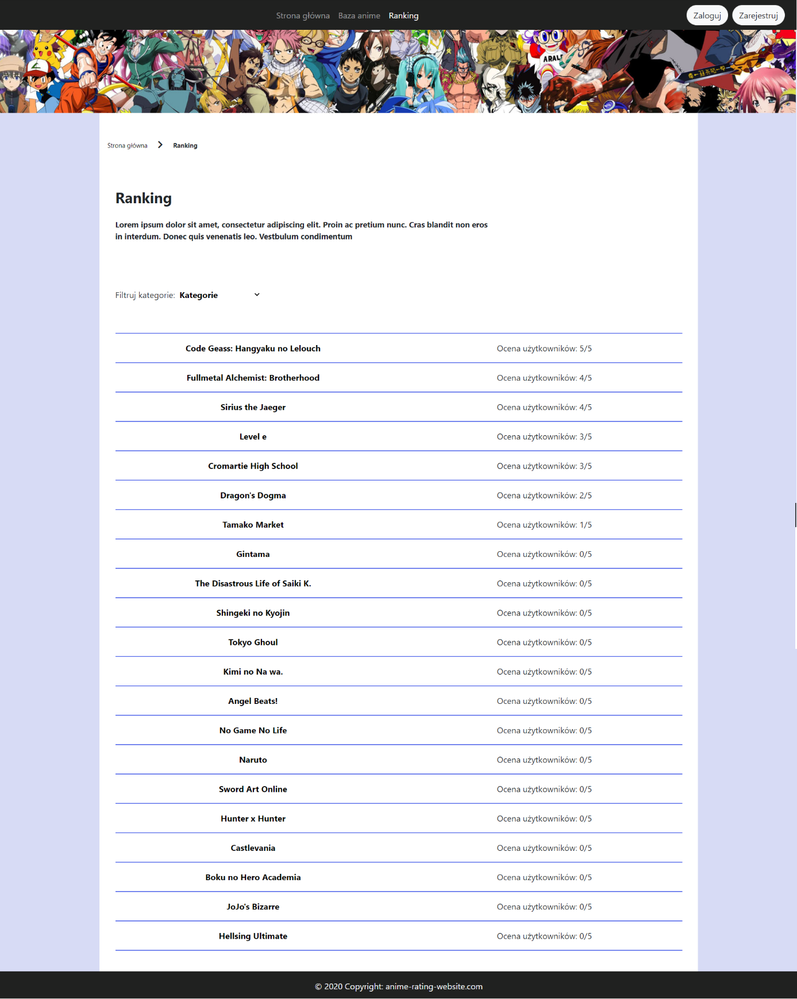 Strona główna Baza anime Ranking Zaloguj Zarejestruj
ARALE
Strona główna Ranking
Ranking
Lorem ipsum dolor sit amet, consectetur adipiscing elit. Proin ac pretium nunc. Cras blandit non eros
in interdum. Donec quis venenatis leo. Vestbulum condimentum
Filtruj kategorie: Kategorie
Code Geass: Hangyaku no Lelouch Ocena użytkowników: 5/5
Fullmetal Alchemist: Brotherhood Ocena użytkowników: 4/5
Sirius the Jaeger Ocena użytkowników: 4/5
Level e Ocena użytkowników: 3/5
Cromartie High School Ocena użytkowników: 3/5
Dragon's Dogma Ocena użytkowników: 2/5
Tamako Market Ocena użytkowników: 1/5
Gintama Ocena użytkowników: 0/5
The Disastrous Life of Saiki K. Ocena użytkowników: 0/5
Shingeki no Kyojin Ocena użytkowników: 0/5
Tokyo Ghoul Ocena użytkowników: 0/5
Kimi no Na wa. Ocena użytkowników: 0/5
Angel Beats! Ocena użytkowników: 0/5
No Game No Life Ocena użytkowników: 0/5
Naruto Ocena użytkowników: 0/5
Sword Art Online Ocena użytkowników: 0/5
Hunter x Hunter Ocena użytkowników: 0/5
Castlevania Ocena użytkowników: 0/5
Boku no Hero Academia Ocena użytkowników: 0/5
JoJo's Bizarre Ocena użytkowników: 0/5
Hellsing Ultimate Ocena użytkowników: 0/5
© 2020 Copyright: anime-rating-website.com